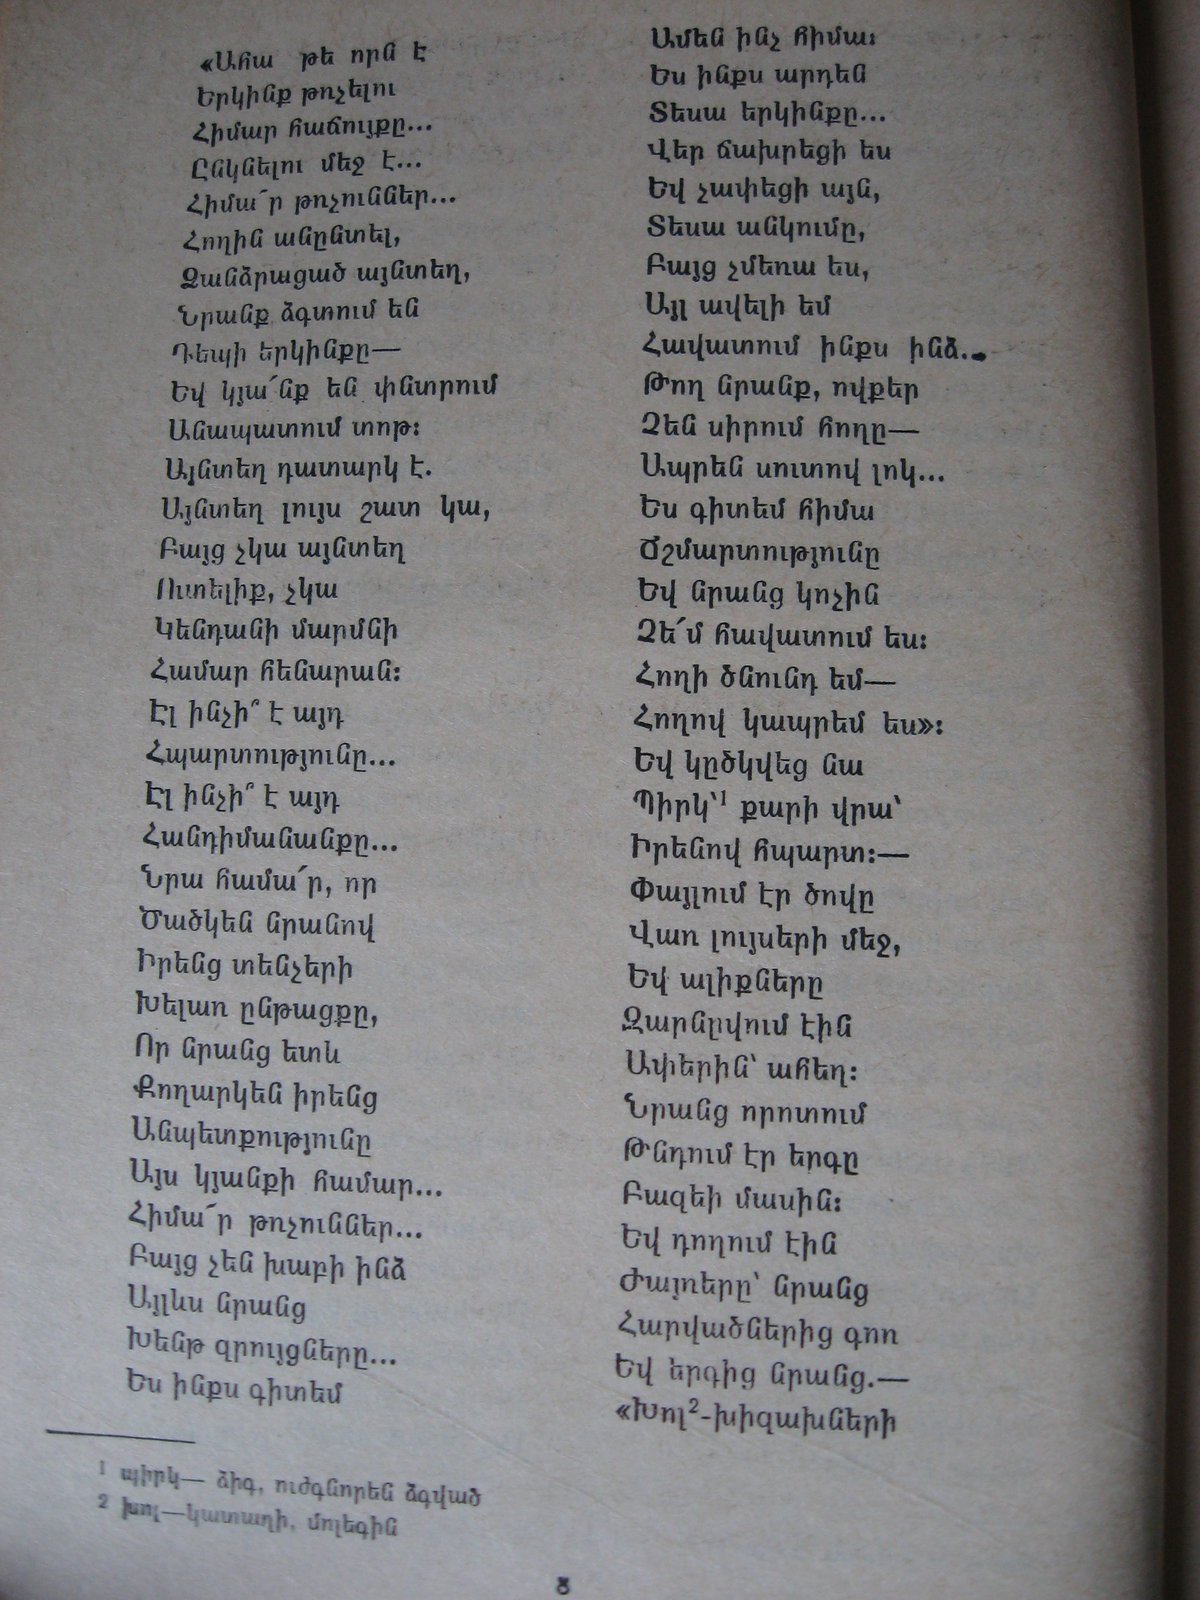 «Ահա թե որն է
Երկինք թռչելու
Հիմար հաճույքը...
Ընկնելու մեջ է...
Հիմա՜ր թռչուններ...
Հողին անընտել,
Ձանձրացած այնտեղ,
Նրանք ձգտում են
Դեպի երկինքը—
Եվ կյա՜նք են փնտրում
Անապատում տոթ։
Այնտեղ դատարկ է.
Այնտեղ լույս շատ կա,
Բայց չկա այնտեղ
Ուտելիք, չկա
Կենդանի մարմնի
Համար հենարան։
Էլ ինչի՞ է այդ
Հպարտությունը...
Էլ ինչի՞ է այդ
Հանդիմանանքը...
Նրա համա՜ր, որ
Ծածկեն նրանով
Իրենց տենչերի
Խելառ ընթացքը,
Որ նրանց ետև
Քողարկեն իրենց
Անպետքությունը
Այս կյանքի համար...
Հիմա՜ր թռչուններ...
Բայց չեն խաբի ինձ
Այլևս նրանց
Խենթ զրույցները...
Ես ինքս գիտեմ
Ամեն ինչ հիմա։
Ես ինքս արդեն
Տեսա երկինքը...
Վեր ճախրեցի ես
Եվ չափեցի այն,
Տեսա անկումը,
Բայց չմեռա ես,
Այլ ավելի եմ
Հավատում ինքս ինձ..
Թող նրանք, ովքեր
Չեն սիրում հողը—
Ապրեն սուտով լոկ...
Ես գիտեմ հիմա
Ճշմարտությունը
Եվ նրանց կոչին
Չե՜մ հավատում ես։
Հողի ծնունդ եմ—
Հողով կապրեմ ես»։
Եվ կըծկվեց նա
Պիրկ՝¹ քարի վրա՝
Իրենով հպարտ։—
Փայլում էր ծովը
Վառ լույսերի մեջ,
Եվ ալիքները
Զարնըվում էին
Ափերին՝ ահեղ։
Նրանց որոտում
Թնդում էր երգը
Բազեի մասին։
Եվ դողում էին
Ժայռերը՝ նրանց
Հարվածներից գոռ
Եվ երգից նրանց.—
«Խոլ²-խիզախների
¹ պիրկ— ձիգ, ուժգնորեն ձգված
² խոլ—կատաղի, մոլեգին
8